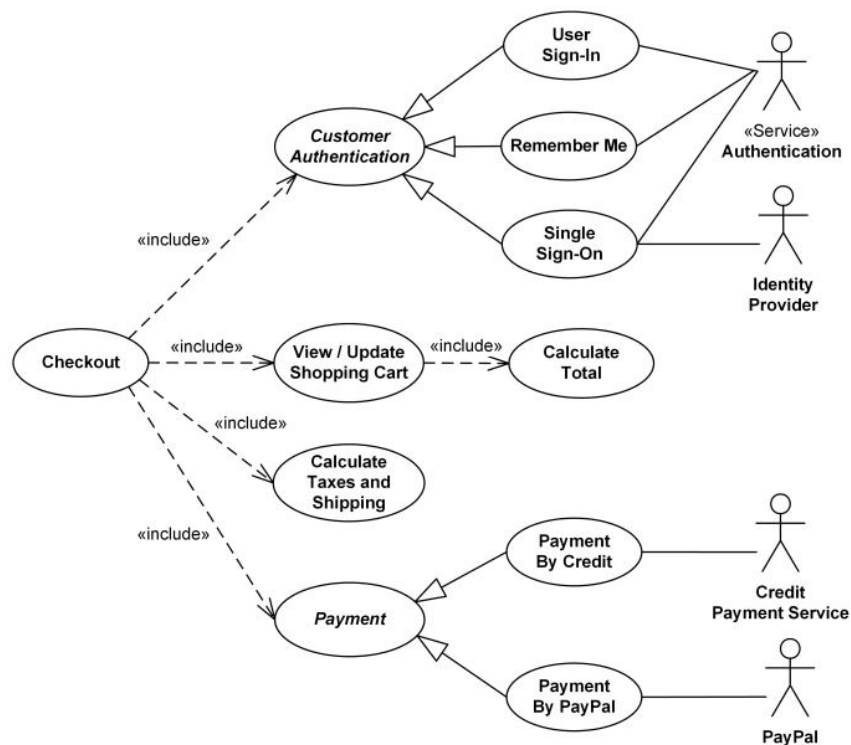 User
Sign-In
«Service»
Authentication
Customer
Authentication
Remember Me
Single
Sign-On
Identity
Provider
«include»
Checkout
«include»
View / Update
Shopping Cart
«include»
Calculate
Total
«include»
Calculate
Taxes and
Shipping
«include»
Payment
By Credit
Credit
Payment Service
Payment
Payment
By PayPal
PayPal